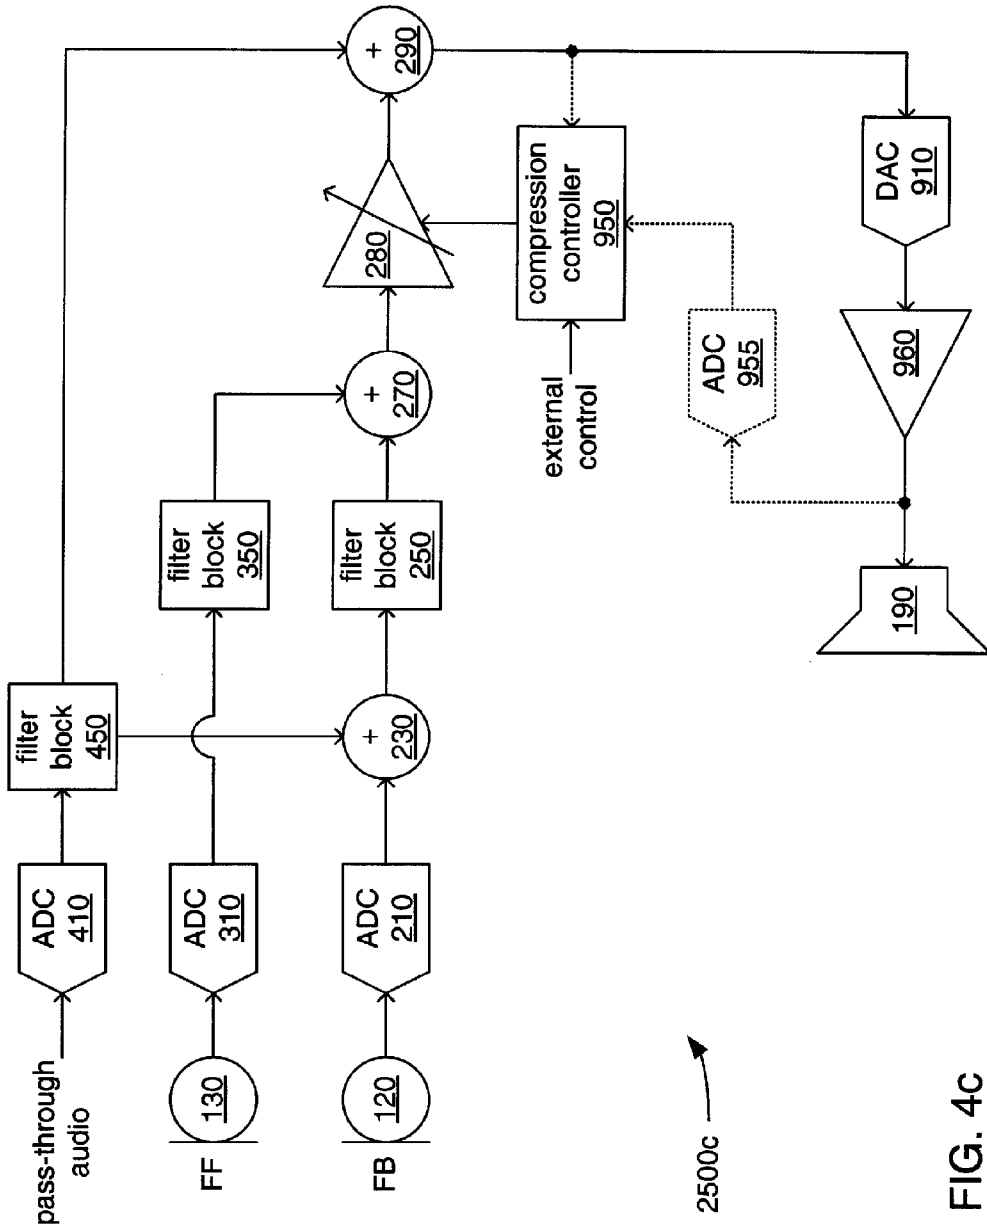 pass-through
audio
ADC
410
filter
block
450
+
290
FF
130
ADC
310
filter
block
350
FB
120
ADC
210
+
230
filter
block
250
+
270
280
external
control
compression
controller
950
ADC
955
190
960
DAC
910
2500c
FIG. 4c